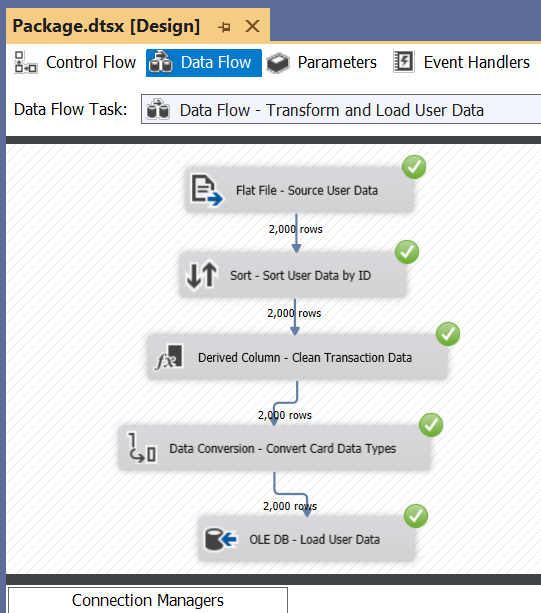 Package.dtsx [Design]
Control Flow Data Flow Parameters Event Handlers
Data Flow Task: Data Flow - Transform and Load User Data
Flat File - Source User Data
2,000 rows
Sort - Sort User Data by ID
2,000 rows
Derived Column - Clean Transaction Data
2,000 rows
Data Conversion - Convert Card Data Types
2,000 rows
OLE DB - Load User Data
Connection Managers